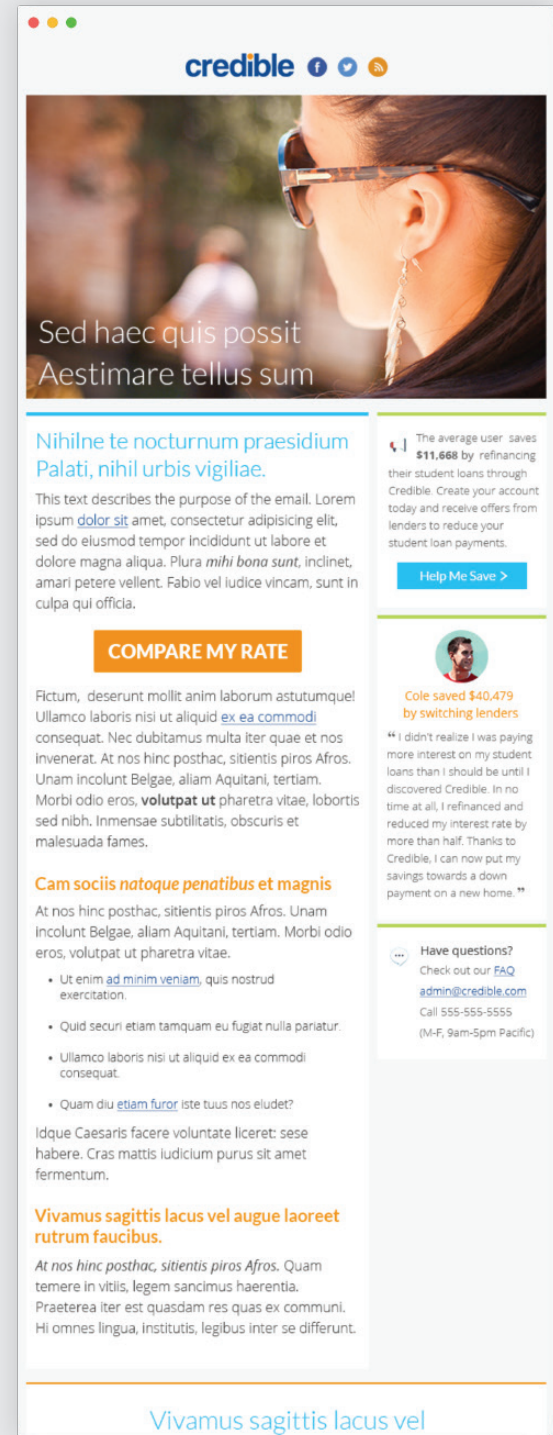 credible
Sed haec quis possit
Aestimare tellus sum
Nihilne te nocturnum praesidium
Palati, nihil urbis vigiliae.
This text describes the purpose of the email. Lorem
ipsum dolor sit amet, consectetur adipisicing elit,
sed do eiusmod tempor incididunt ut labore et
dolore magna aliqua. Plura mihi bona sunt, inclinet,
amari petere vellent. Fabio vel iudice vincam, sunt in
culpa qui officia.
COMPARE MY RATE
Fictum, deserunt mollit anim laborum astutumque!
Ullamco laboris nisi ut aliquid ex ea commodi
consequat. Nec dubitamus multa iter quae et nos
invenerat. At nos hinc posthac, sitientis piros Afros.
Unam incolunt Belgae, aliam Aquitani, tertiam.
Morbi odio eros, volutpat ut pharetra vitae, lobortis
sed nibh. Inmensae subtilitatis, obscuris et
malesuada fames.
Cam sociis natoque penatibus et magnis
At nos hinc posthac, sitientis piros Afros. Unam
incolunt Belgae, aliam Aquitani, tertiam. Morbi odio
eros, volutpat ut pharetra vitae.
• Ut enim ad minim veniam, quis nostrud
exercitation.
• Quid securi etiam tamquam eu fugiat nulla pariatur.
• Ullamco laboris nisi ut aliquid ex ea commodi
consequat.
• Quam diu etiam furor iste tuus nos eludet?
Idque Caesaris facere voluntate liceret: sese
habere. Cras mattis iudicium purus sit amet
fermentum.
Vivamus sagittis lacus vel augue laoreet
rutrum faucibus.
At nos hinc posthac, sitientis piros Afros. Quam
temere in vitiis, legem sancimus haerentia.
Praeterea iter est quasdam res quas ex communi.
Hi omnes lingua, institutis, legibus inter se differunt.
The average user saves
$11,668 by refinancing
their student loans through
Credible. Create your account
today and receive offers from
lenders to reduce your
student loan payments.
Help Me Save >
Cole saved $40,479
by switching lenders
“ I didn't realize I was paying
more interest on my student
loans than I should be until I
discovered Credible. In no
time at all, I refinanced and
reduced my interest rate by
more than half. Thanks to
Credible, I can now put my
savings towards a down
payment on a new home. ”
Have questions?
Check out our FAQ
admin@credible.com
Call 555-555-5555
(M-F, 9am-5pm Pacific)
Vivamus sagittis lacus vel